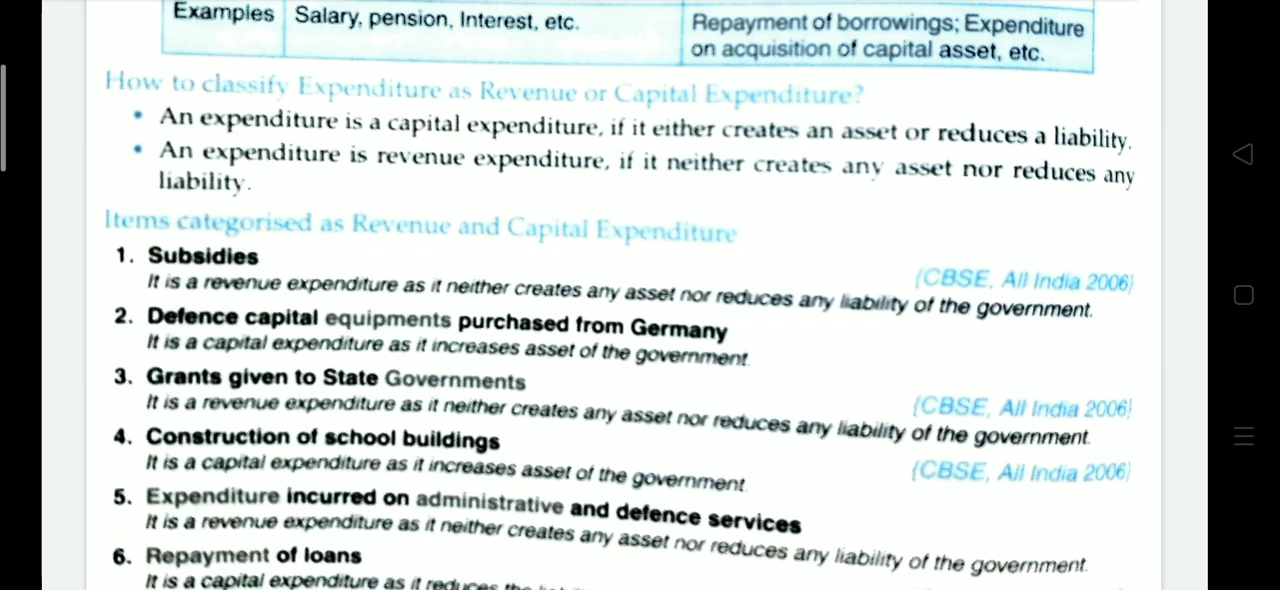 Examples Salary, pension, Interest, etc. Repayment of borrowings; Expenditure
on acquisition of capital asset, etc.
How to classify Expenditure as Revenue or Capital Expenditure?
• An expenditure is a capital expenditure, if it either creates an asset or reduces a liability.
• An expenditure is revenue expenditure, if it neither creates any asset nor reduces any
liability.
Items categorised as Revenue and Capital Expenditure
1. Subsidies (CBSE, All India 2006)
It is a revenue expenditure as it neither creates any asset nor reduces any liability of the government.
2. Defence capital equipments purchased from Germany
It is a capital expenditure as it increases asset of the government.
3. Grants given to State Governments (CBSE, All India 2006)
It is a revenue expenditure as it neither creates any asset nor reduces any liability of the government.
4. Construction of school buildings (CBSE, All India 2006)
It is a capital expenditure as it increases asset of the government.
5. Expenditure incurred on administrative and defence services
It is a revenue expenditure as it neither creates any asset nor reduces any liability of the government.
6. Repayment of loans
It is a capital expenditure as it reduces the